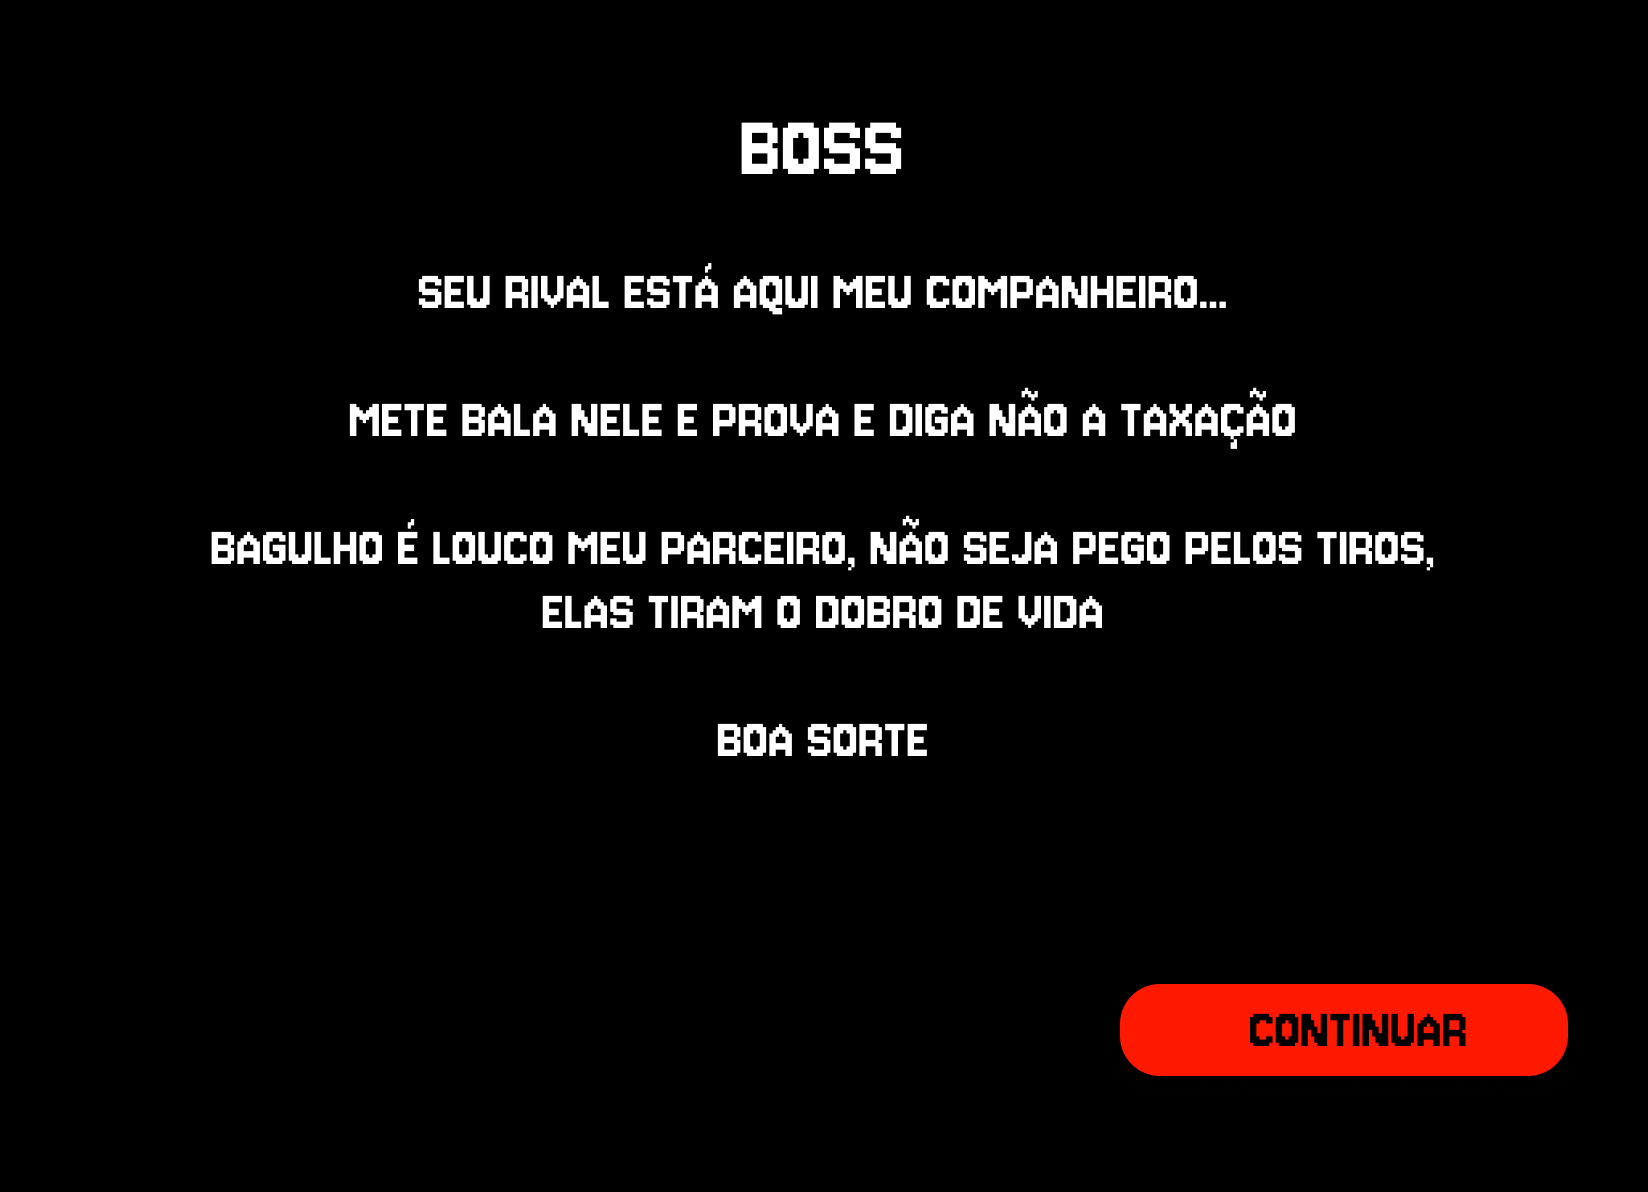 BOSS
SEU RIVAL ESTÁ AQUI MEU COMPANHEIRO...
METE BALA NELE E PROVA E DIGA NÃO A TAXAÇÃO
BAGULHO É LOUCO MEU PARCEIRO, NÃO SEJA PEGO PELOS TIROS,
ELAS TIRAM O DOBRO DE VIDA
BOA SORTE
CONTINUAR